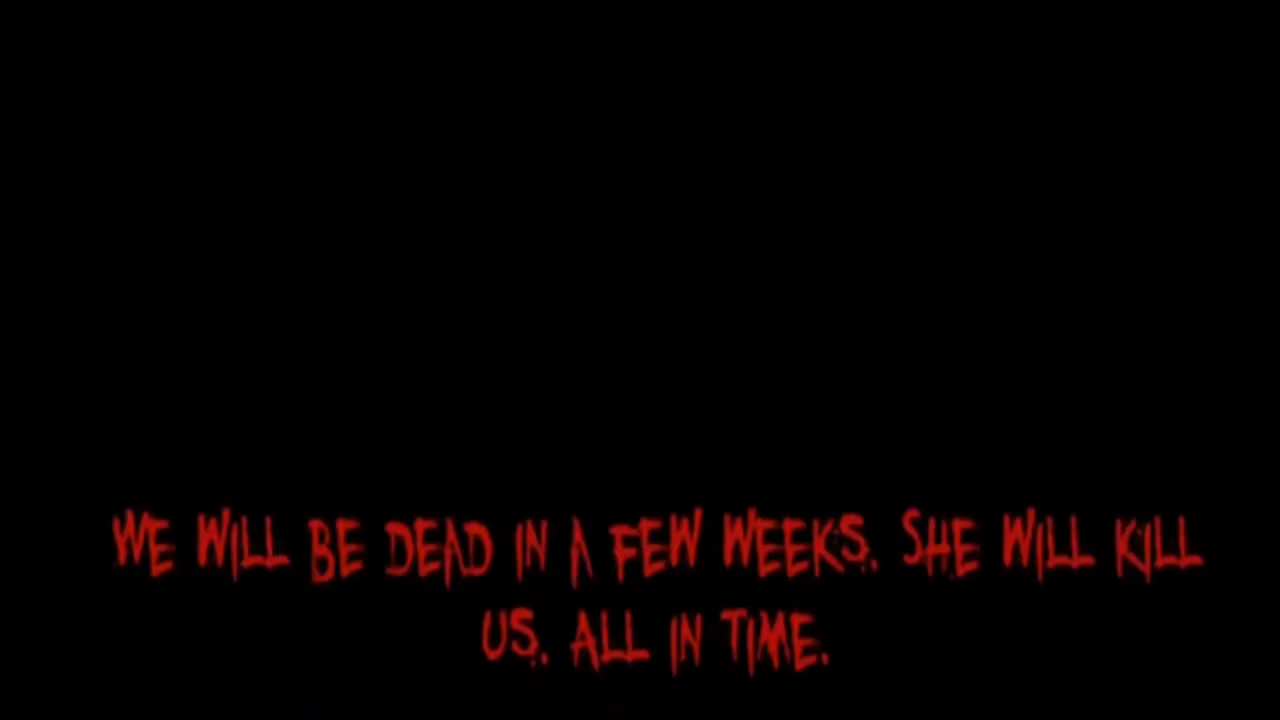 WE WILL BE DEAD IN A FEW WEEKS. SHE WILL KILL
US. ALL IN TIME.